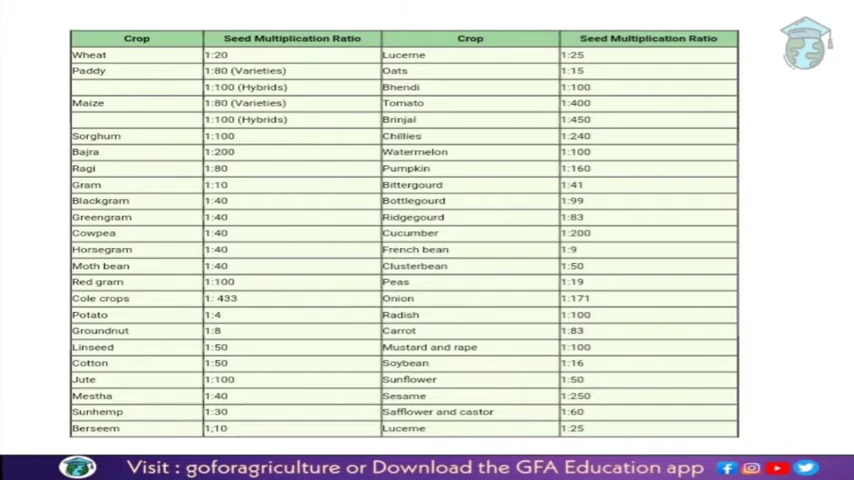 Crop Seed Multiplication Ratio Crop Seed Multiplication Ratio
Wheat 1:20 Lucerne 1:25
Paddy 1:80 (Varieties) Oats 1:15
1:100 (Hybrids) Bhendi 1:100
Maize 1:80 (Varieties) Tomato 1:400
1:100 (Hybrids) Brinjal 1:450
Sorghum 1:100 Chillies 1:240
Bajra 1:200 Watermelon 1:100
Ragi 1:80 Pumpkin 1:160
Gram 1:10 Bittergourd 1:41
Blackgram 1:40 Bottlegourd 1:99
Greengram 1:40 Ridgegourd 1:83
Cowpea 1:40 Cucumber 1:200
Horsegram 1:40 French bean 1:9
Moth bean 1:40 Clusterbean 1:50
Red gram 1:100 Peas 1:19
Cole crops 1: 433 Onion 1:171
Potato 1:4 Radish 1:100
Groundnut 1:8 Carrot 1:83
Linseed 1:50 Mustard and rape 1:100
Cotton 1:50 Soybean 1:16
Jute 1:100 Sunflower 1:50
Mestha 1:40 Sesame 1:250
Sunhemp 1:30 Safflower and castor 1:60
Berseem 1;10 Lucerne 1:25
Visit : goforagriculture or Download the GFA Education app